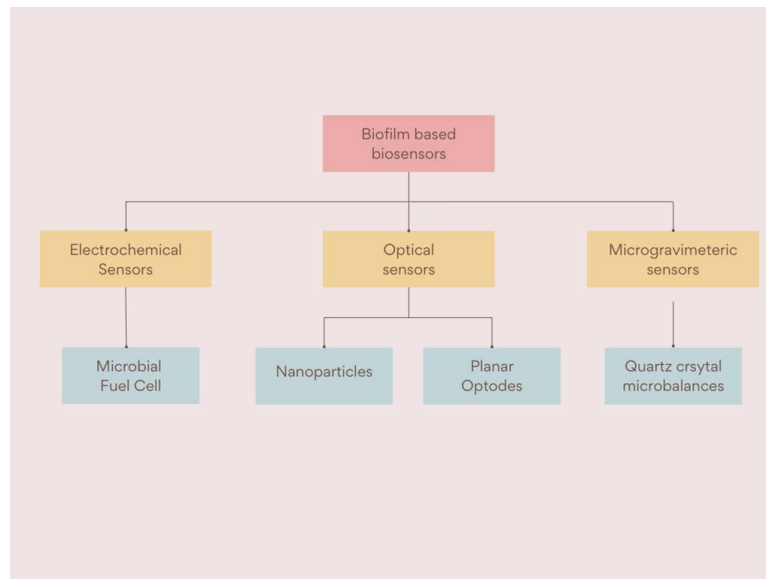 Biofilm based
biosensors
Electrochemical
Sensors
Optical
sensors
Microgravimeteric
sensors
Microbial
Fuel Cell
Nanoparticles
Planar
Optodes
Quartz crsytal
microbalances